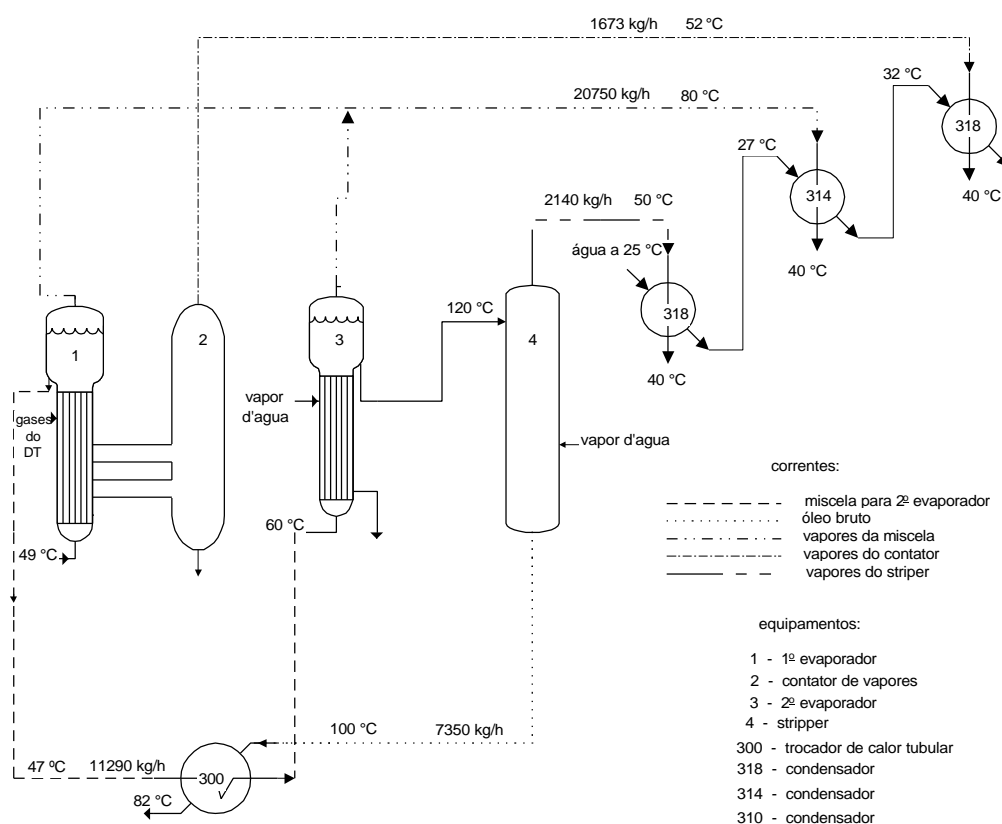 1673 kg/h 52 °C
32 °C
20750 kg/h 80 °C
318
27 °C
40 °C
314
2140 kg/h 50 °C
água a 25 °C
40 °C
318
40 °C
120 °C
1
2
3
4
vapor
d'agua
gases
do
DT
vapor d'agua
49 °C
60 °C
correntes:
miscela para 2º evaporador
óleo bruto
vapores da miscela
vapores do contator
vapores do striper
equipamentos:
1 - 1º evaporador
2 - contator de vapores
3 - 2º evaporador
4 - stripper
300 - trocador de calor tubular
318 - condensador
314 - condensador
310 - condensador
100 °C 7350 kg/h
47 ºC 11290 kg/h
300
82 °C